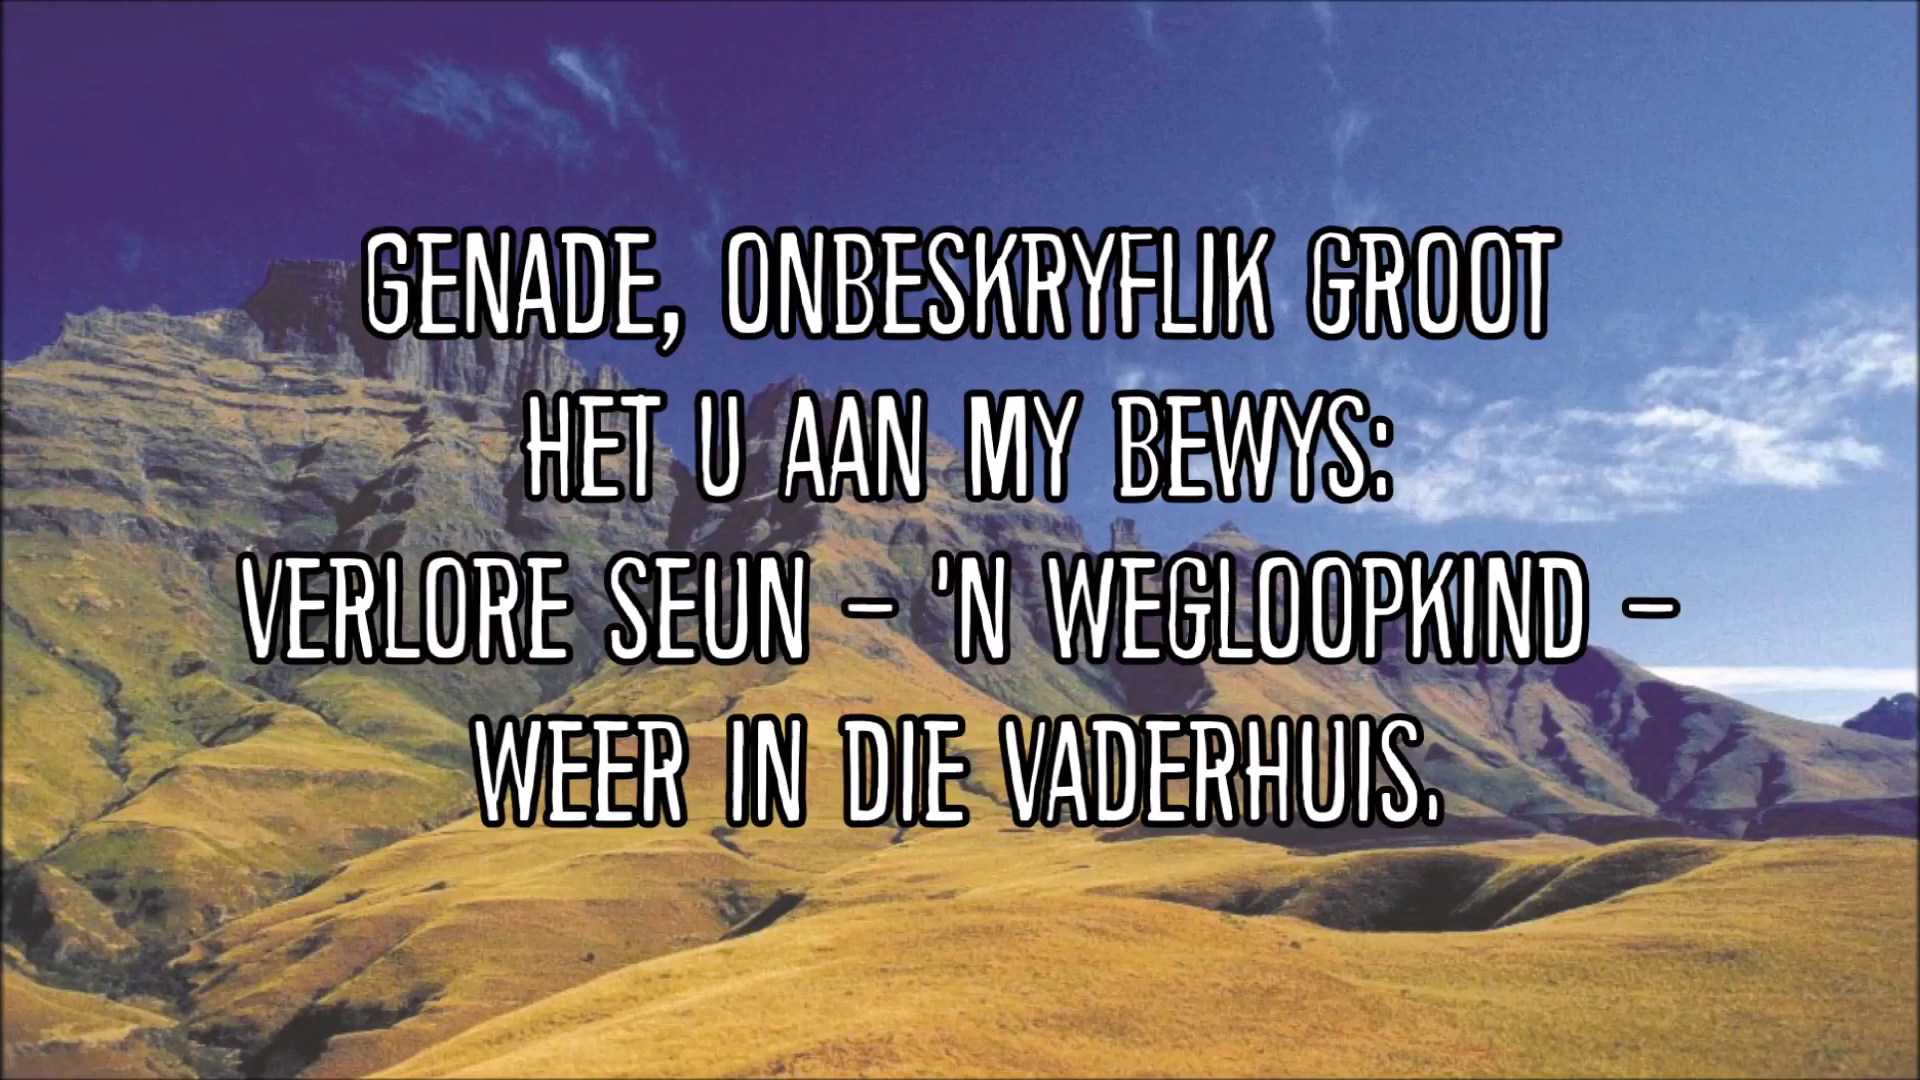 GENADE, ONBESKRYFLIK GROOT
HET U AAN MY BEWYS:
VERLORE SEUN – 'N WEGLOOPKIND –
WEER IN DIE VADERHUIS.